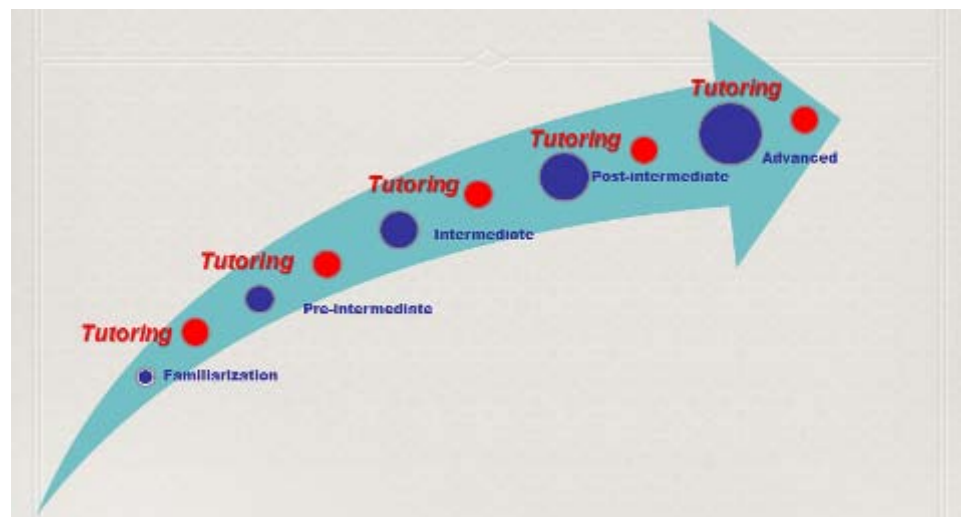 Tutoring
Advanced
Tutoring
Post-intermediate
Tutoring
Intermediate
Tutoring
Pre-intermediate
Tutoring
Familiarization